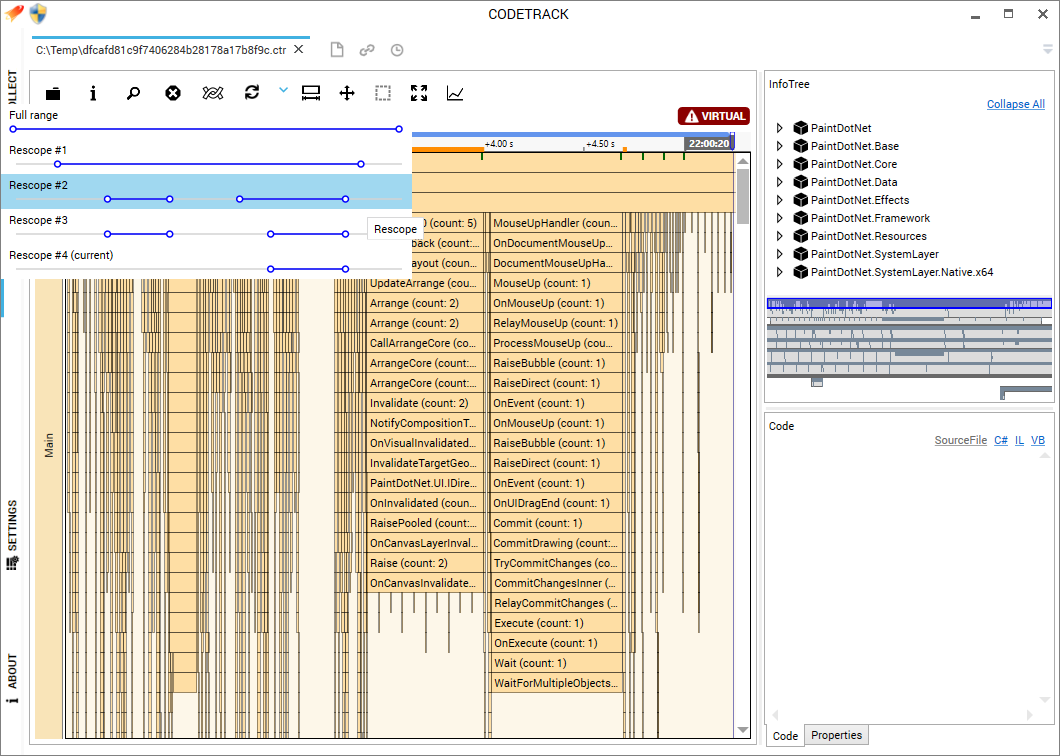 CODETRACK
C:\Temp\dfcafd81c9f7406284b28178a17b8f9c.ctr
Full range
Rescope #1
Rescope #2
Rescope #3
Rescope #4 (current)
Rescope
VIRTUAL
+4.00 s
+4.50 s
22:00:20
0 (count: 5)
back (count:...
ayout (coun...
UpdateArrange (coun...
Arrange (count: 2)
Arrange (count: 2)
CallArrangeCore (co...
ArrangeCore (count:...
ArrangeCore (count:...
Invalidate (count: 2)
NotifyCompositionT...
OnVisualInvalidated...
InvalidateTargetGeo...
PaintDotNet.UI.IDire...
OnInvalidated (coun...
RaisePooled (count:...
OnCanvasLayerInval...
Raise (count: 2)
OnCanvasInvalidate...
MouseUpHandler (coun...
OnDocumentMouseUp...
DocumentMouseUpHa...
MouseUp (count: 1)
OnMouseUp (count: 1)
RelayMouseUp (count: 1)
ProcessMouseUp (cou...
RaiseBubble (count: 1)
RaiseDirect (count: 1)
OnEvent (count: 1)
OnMouseUp (count: 1)
RaiseBubble (count: 1)
RaiseDirect (count: 1)
OnEvent (count: 1)
OnUIDragEnd (count: 1)
Commit (count: 1)
CommitDrawing (count:...
TryCommitChanges (co...
CommitChangesInner (...
RelayCommitChanges (...
Execute (count: 1)
OnExecute (count: 1)
Wait (count: 1)
WaitForMultipleObjects...
Main
SETTINGS
ABOUT
InfoTree
Collapse All
PaintDotNet
PaintDotNet.Base
PaintDotNet.Core
PaintDotNet.Data
PaintDotNet.Effects
PaintDotNet.Framework
PaintDotNet.Resources
PaintDotNet.SystemLayer
PaintDotNet.SystemLayer.Native.x64
Code
SourceFile C# IL VB
Code Properties